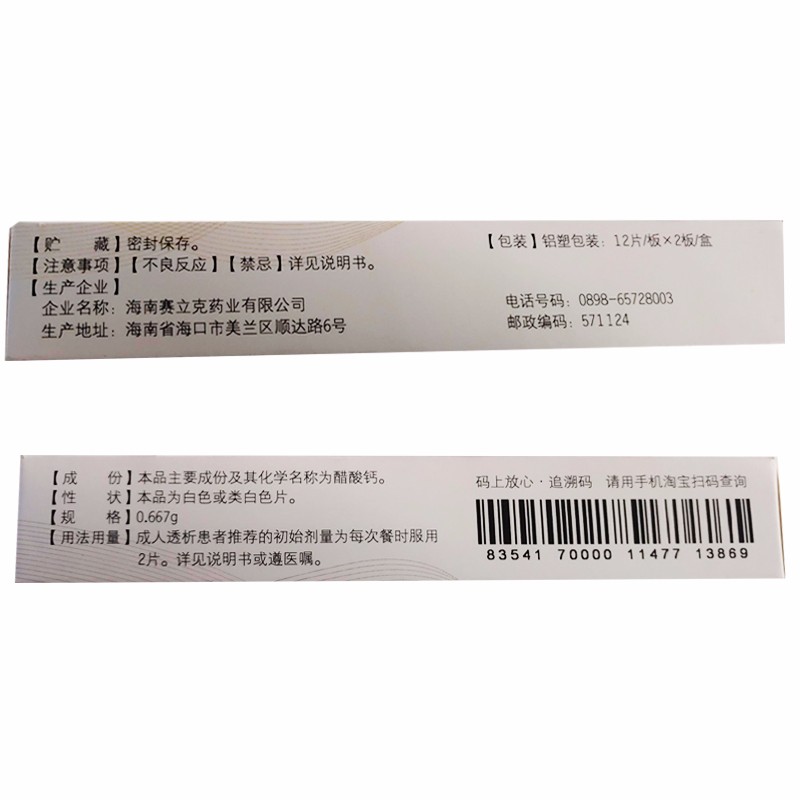 【贮　　藏】密封保存。
【包装】铝塑包装：12片/板×2板/盒
【注意事项】【不良反应】【禁忌】详见说明书。
【生产企业】
企业名称：海南赛立克药业有限公司
电话号码：0898-65728003
生产地址：海南省海口市美兰区顺达路6号
邮政编码：571124
【成　　份】本品主要成份及其化学名称为醋酸钙。
【性　　状】本品为白色或类白色片。
【规　　格】0.667g
【用法用量】成人透析患者推荐的初始剂量为每次餐时服用
2片。详见说明书或遵医嘱。
码上放心·追溯码　请用手机淘宝扫码查询
83541 70000 11477 13869